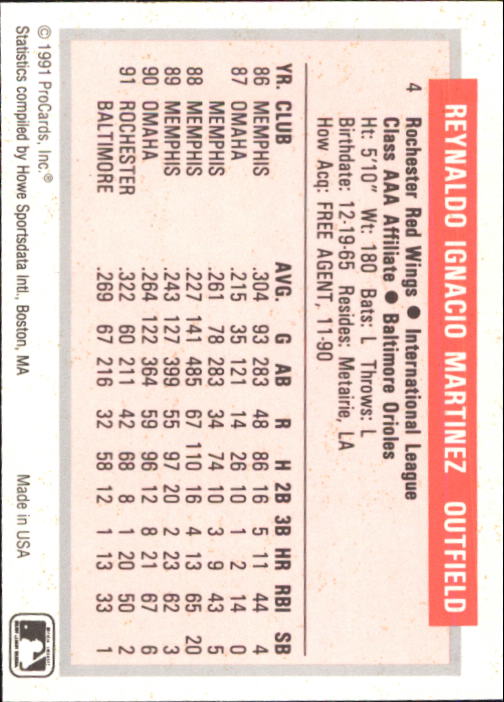 REYNALDO IGNACIO MARTINEZ OUTFIELD
4 Rochester Red Wings ● International League
Class AAA Affiliate ● Baltimore Orioles
Ht: 5'10" Wt: 180 Bats: L Throws: L
Birthdate: 12-19-65 Resides: Metairie, LA
How Acq: FREE AGENT, 11-90
YR. CLUB AVG. G AB R H 2B 3B HR RBI SB
86 MEMPHIS .304 93 283 48 86 16 5 11 44 4
87 OMAHA .215 35 121 14 26 10 1 2 14 0
MEMPHIS .261 78 283 34 74 10 3 9 43 5
88 MEMPHIS .227 141 485 67 110 16 4 13 65 20
89 MEMPHIS .243 127 399 55 97 20 2 23 62 3
90 OMAHA .264 122 364 59 96 12 8 21 67 6
91 ROCHESTER .322 60 211 42 68 8 1 20 50 2
BALTIMORE .269 67 216 32 58 12 1 13 33 1
© 1991 ProCards, Inc.® Made in USA
Statistics compiled by Howe Sportsdata Intl., Boston, MA